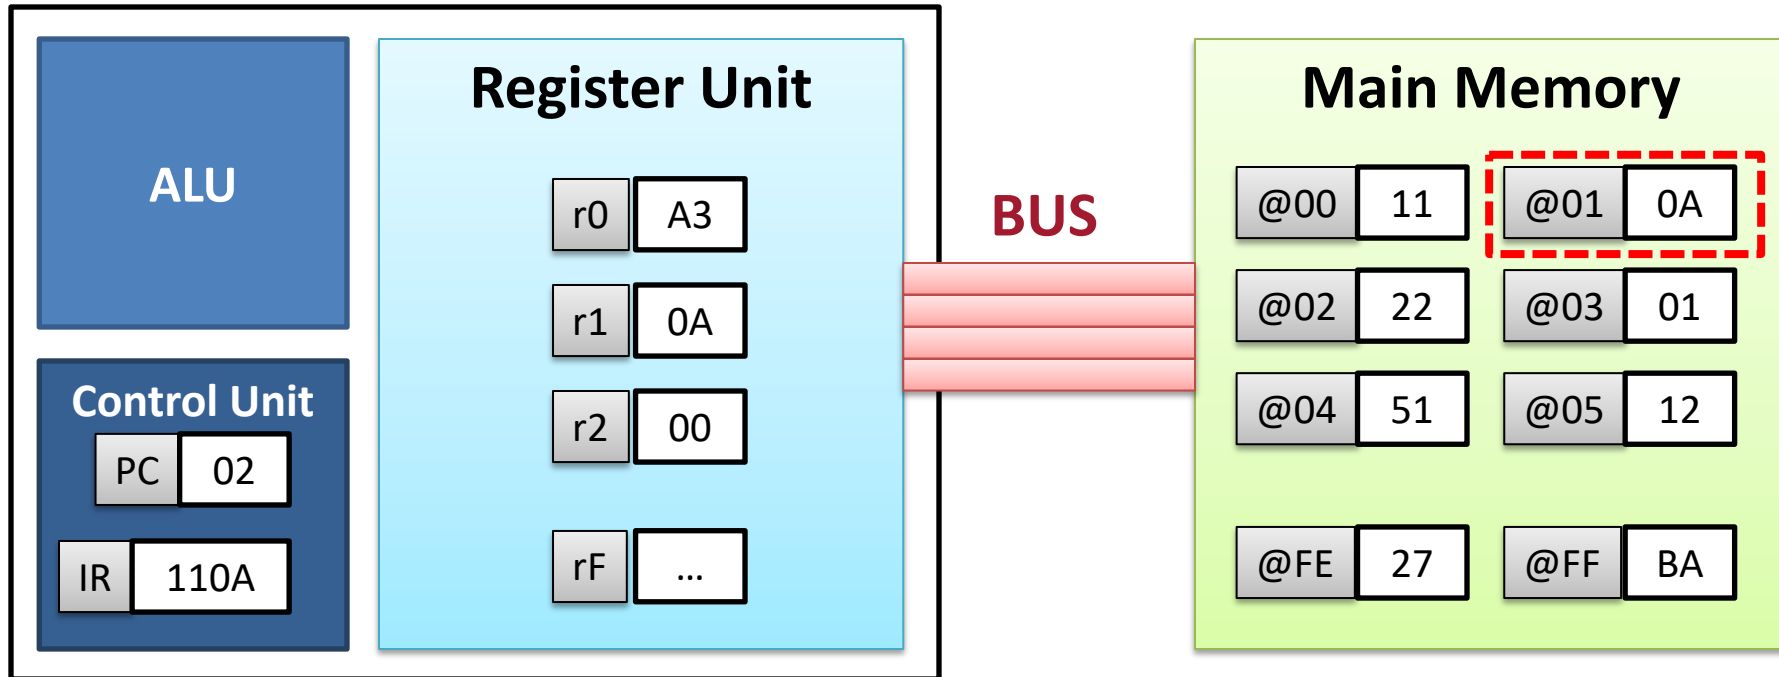 ALU
Control Unit
PC 02
IR 110A
Register Unit
r0 A3
r1 0A
r2 00
rF ...
BUS
Main Memory
@00 11 @01 0A
@02 22 @03 01
@04 51 @05 12
@FE 27 @FF BA